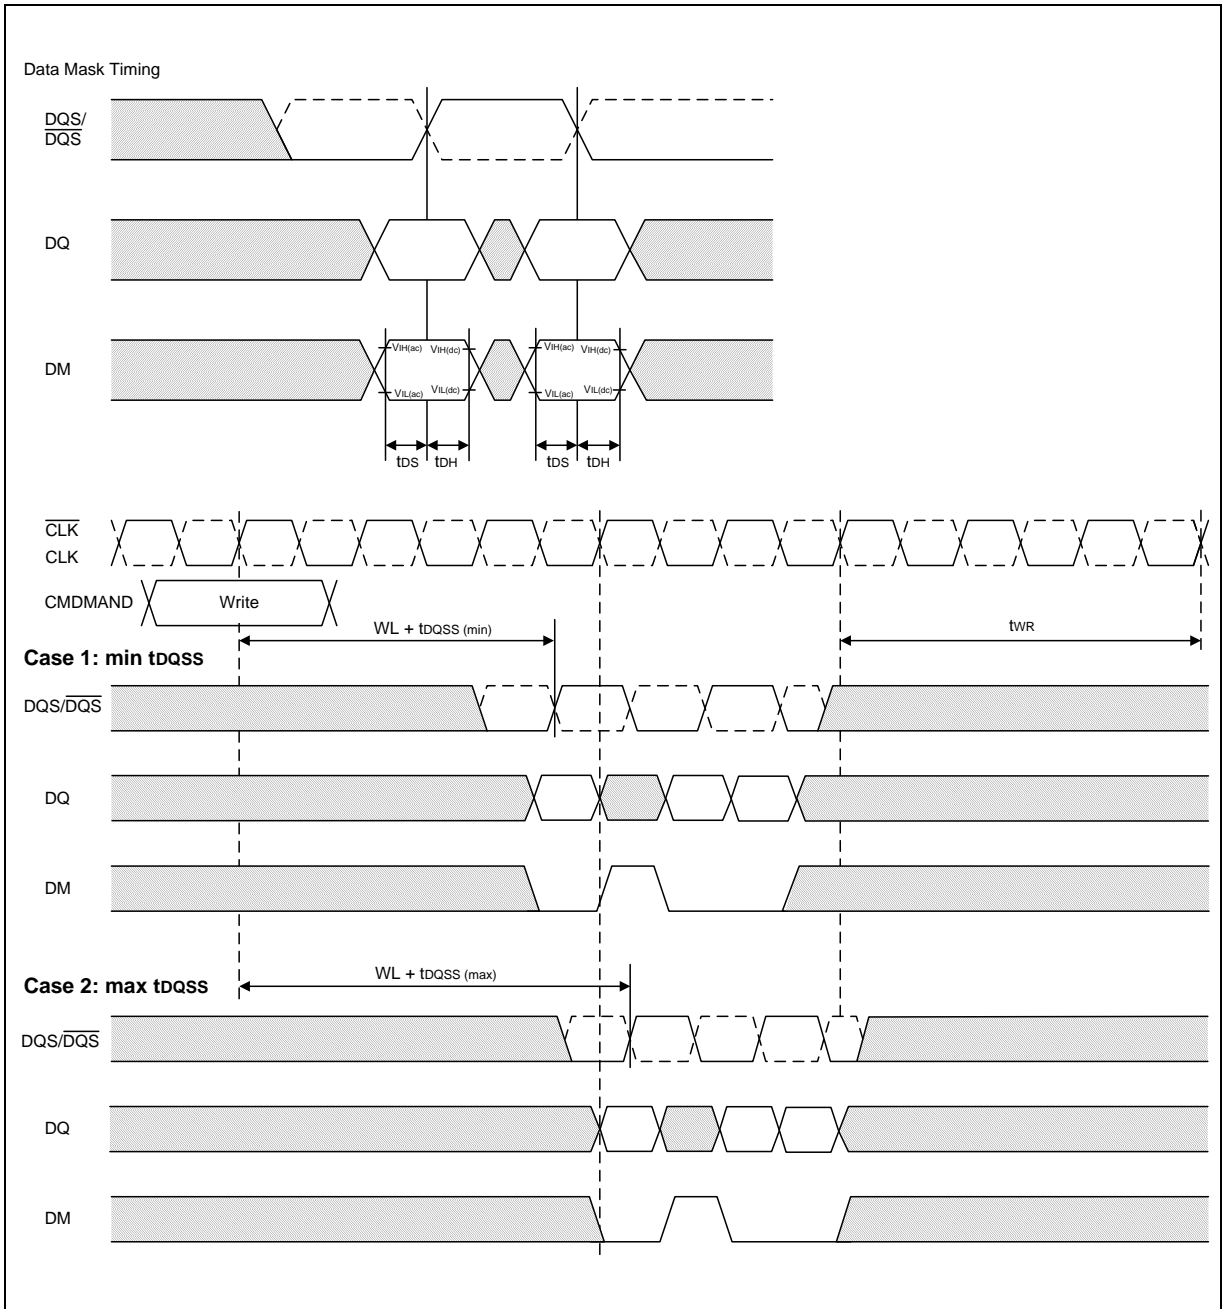 Data Mask Timing
DQS/
DQS
DQ
DM
VIH(ac) VIH(dc) VIH(ac) VIH(dc)
VIL(ac) VIL(dc) VIL(ac) VIL(dc)
tDS tDH tDS tDH
CLK
CLK
CMDMAND Write
WL + tDQSS (min) tWR
Case 1: min tDQSS
DQS/DQS
DQ
DM
Case 2: max tDQSS WL + tDQSS (max)
DQS/DQS
DQ
DM